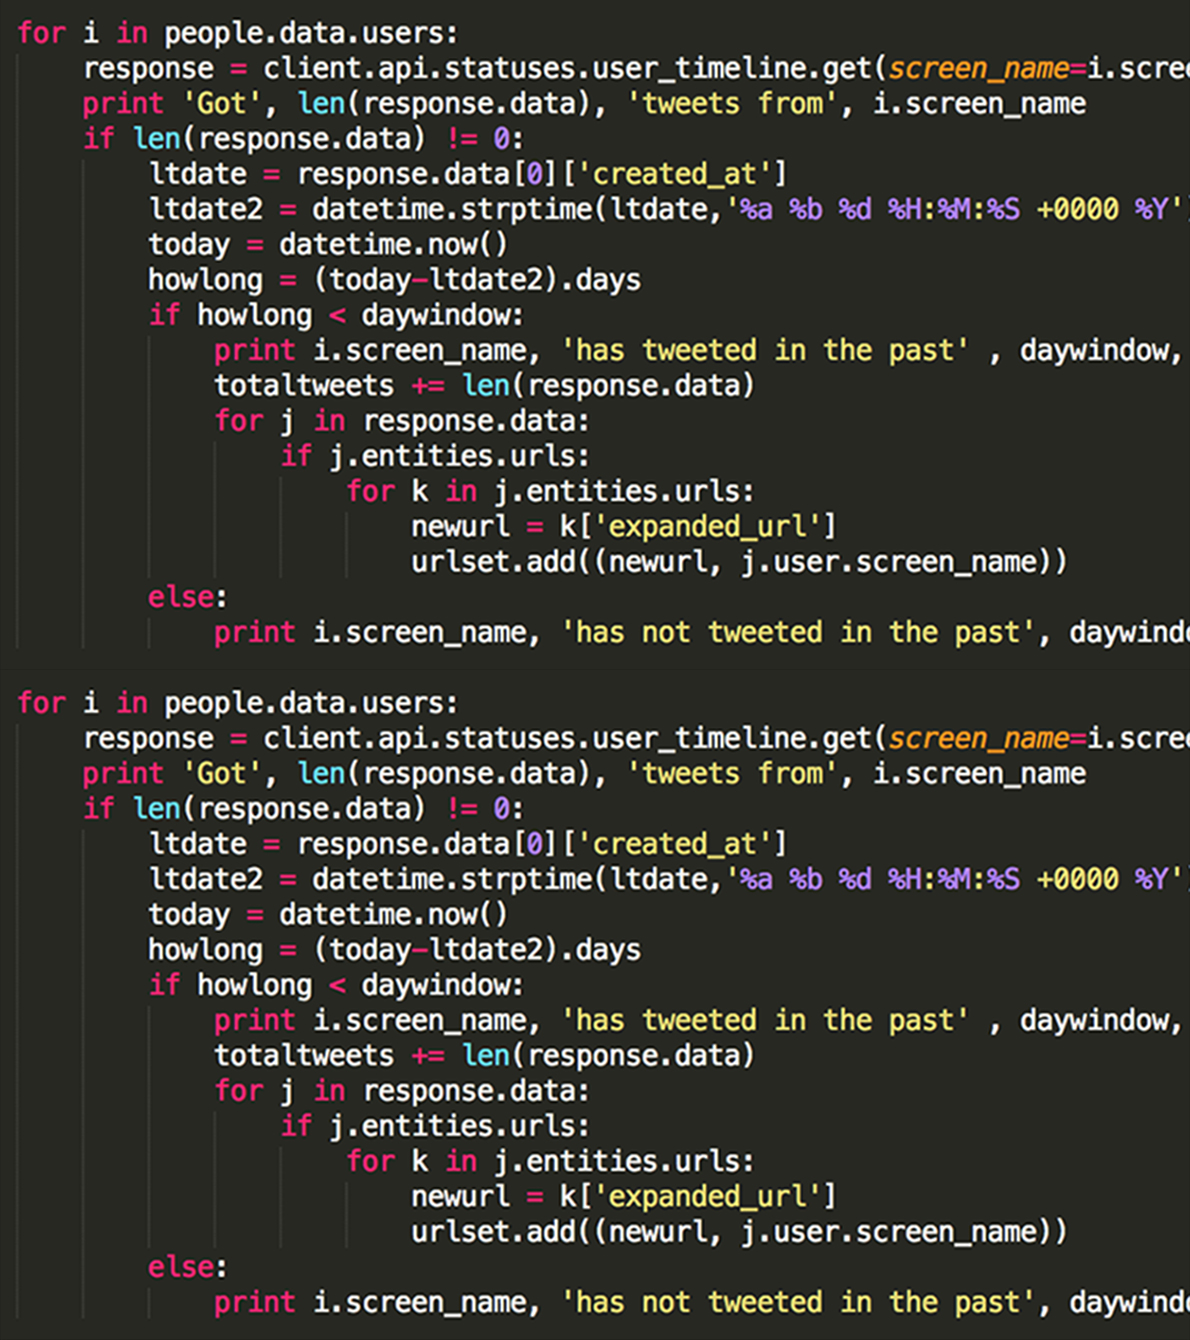 for i in people.data.users:
    response = client.api.statuses.user_timeline.get(screen_name=i.scree
    print 'Got', len(response.data), 'tweets from', i.screen_name
    if len(response.data) != 0:
        ltdate = response.data[0]['created_at']
        ltdate2 = datetime.strptime(ltdate,'%a %b %d %H:%M:%S +0000 %Y')
        today = datetime.now()
        howlong = (today-ltdate2).days
        if howlong < daywindow:
            print i.screen_name, 'has tweeted in the past' , daywindow,
            totaltweets += len(response.data)
            for j in response.data:
                if j.entities.urls:
                    for k in j.entities.urls:
                        newurl = k['expanded_url']
                        urlset.add((newurl, j.user.screen_name))
        else:
            print i.screen_name, 'has not tweeted in the past', daywindo
for i in people.data.users:
    response = client.api.statuses.user_timeline.get(screen_name=i.scree
    print 'Got', len(response.data), 'tweets from', i.screen_name
    if len(response.data) != 0:
        ltdate = response.data[0]['created_at']
        ltdate2 = datetime.strptime(ltdate,'%a %b %d %H:%M:%S +0000 %Y')
        today = datetime.now()
        howlong = (today-ltdate2).days
        if howlong < daywindow:
            print i.screen_name, 'has tweeted in the past' , daywindow,
            totaltweets += len(response.data)
            for j in response.data:
                if j.entities.urls:
                    for k in j.entities.urls:
                        newurl = k['expanded_url']
                        urlset.add((newurl, j.user.screen_name))
        else:
            print i.screen_name, 'has not tweeted in the past', daywindo